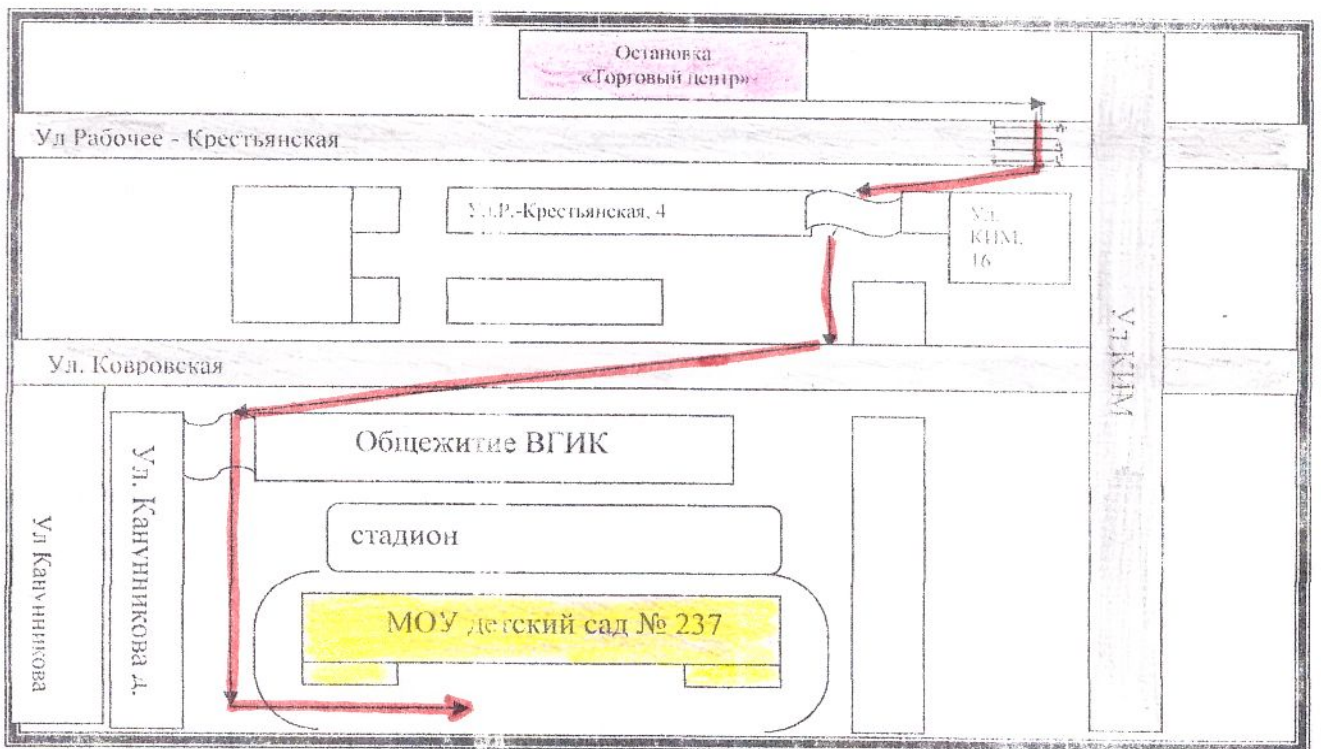 Остановка
«Торговый центр»
Ул Рабочее - Крестьянская
Ул.Р.-Крестьянская, 4
Ул.
КИМ,
16
Ул.КИМ
Ул. Ковровская
Общежитие ВГИК
Ул. Канунникова д.
Ул Канунникова
стадион
МОУ детский сад № 237